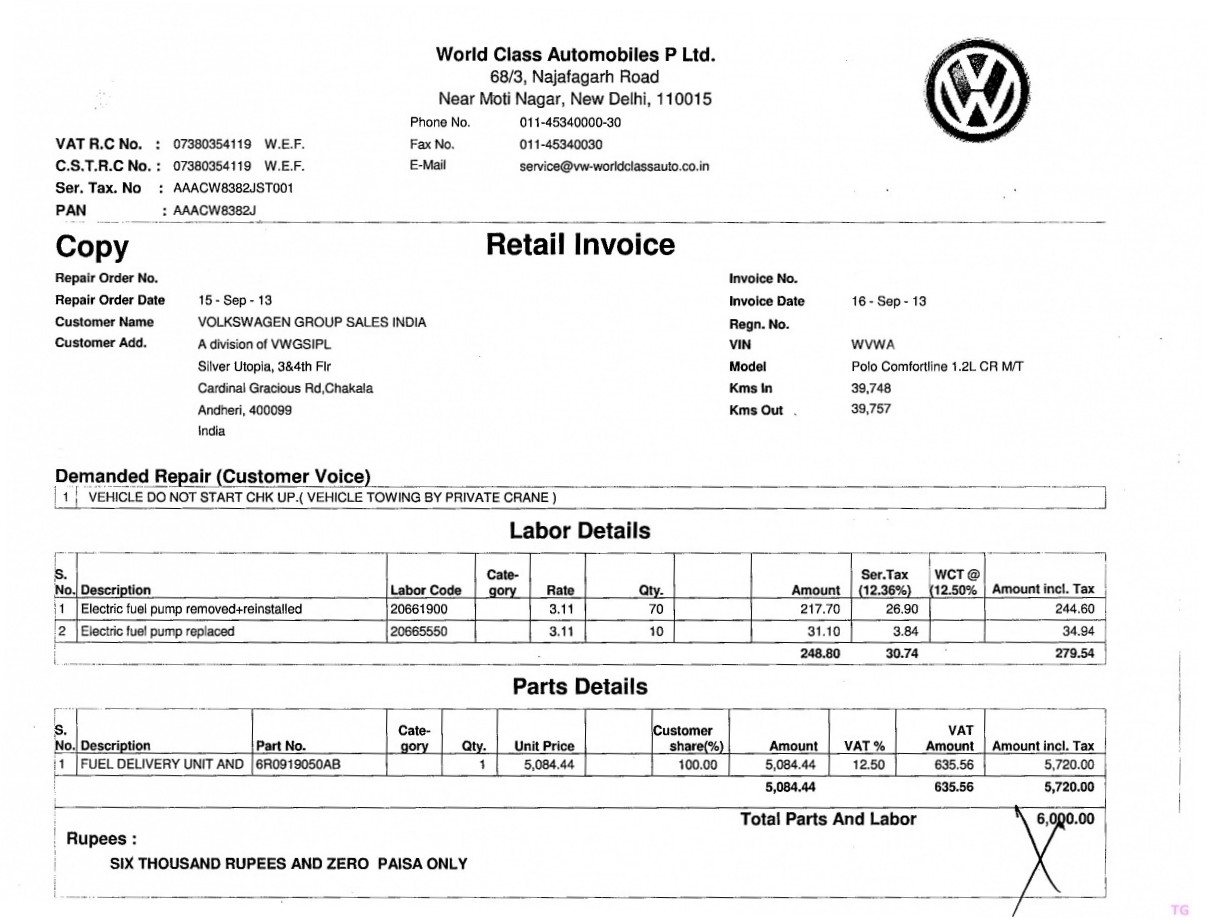 World Class Automobiles P Ltd.
68/3, Najafagarh Road
Near Moti Nagar, New Delhi, 110015
Phone No. 011-45340000-30
Fax No. 011-45340030
E-Mail service@vw-worldclassauto.co.in
VAT R.C No. : 07380354119 W.E.F.
C.S.T.R.C No. : 07380354119 W.E.F.
Ser. Tax. No : AAACW8382JST001
PAN : AAACW8382J
Copy
Retail Invoice
Repair Order No.
Repair Order Date 15 - Sep - 13
Customer Name VOLKSWAGEN GROUP SALES INDIA
Customer Add. A division of VWGSIPL
Silver Utopia, 3&4th Flr
Cardinal Gracious Rd,Chakala
Andheri, 400099
India
Invoice No.
Invoice Date 16 - Sep - 13
Regn. No.
VIN WVWA
Model Polo Comfortline 1.2L CR M/T
Kms In 39,748
Kms Out 39,757
Demanded Repair (Customer Voice)
1 VEHICLE DO NOT START CHK UP.( VEHICLE TOWING BY PRIVATE CRANE )
Labor Details
S. No. Description Labor Code Cate-gory Rate Qty. Amount Ser.Tax (12.36%) WCT @ (12.50% Amount incl. Tax
1 Electric fuel pump removed+reinstalled 20661900 3.11 70 217.70 26.90 244.60
2 Electric fuel pump replaced 20665550 3.11 10 31.10 3.84 34.94
248.80 30.74 279.54
Parts Details
S. No. Description Part No. Cate-gory Qty. Unit Price Customer share(%) Amount VAT % VAT Amount Amount incl. Tax
1 FUEL DELIVERY UNIT AND 6R0919050AB 1 5,084.44 100.00 5,084.44 12.50 635.56 5,720.00
5,084.44 635.56 5,720.00
Total Parts And Labor 6,000.00
Rupees :
SIX THOUSAND RUPEES AND ZERO PAISA ONLY
TG